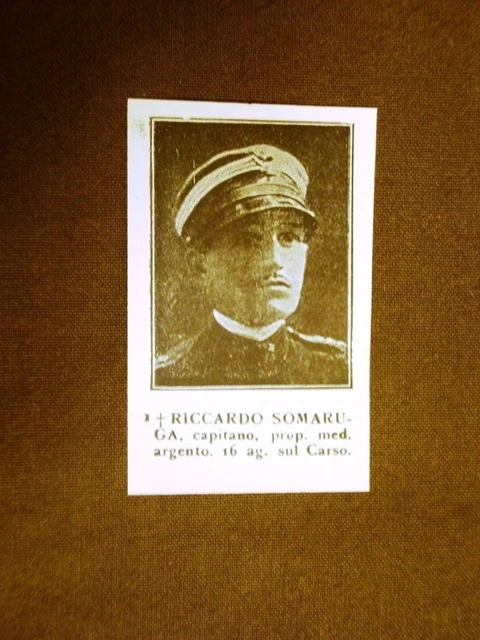 ² †RICCARDO SOMARU-
GA, capitano, prop. med.
argento. 16 ag. sul Carso.